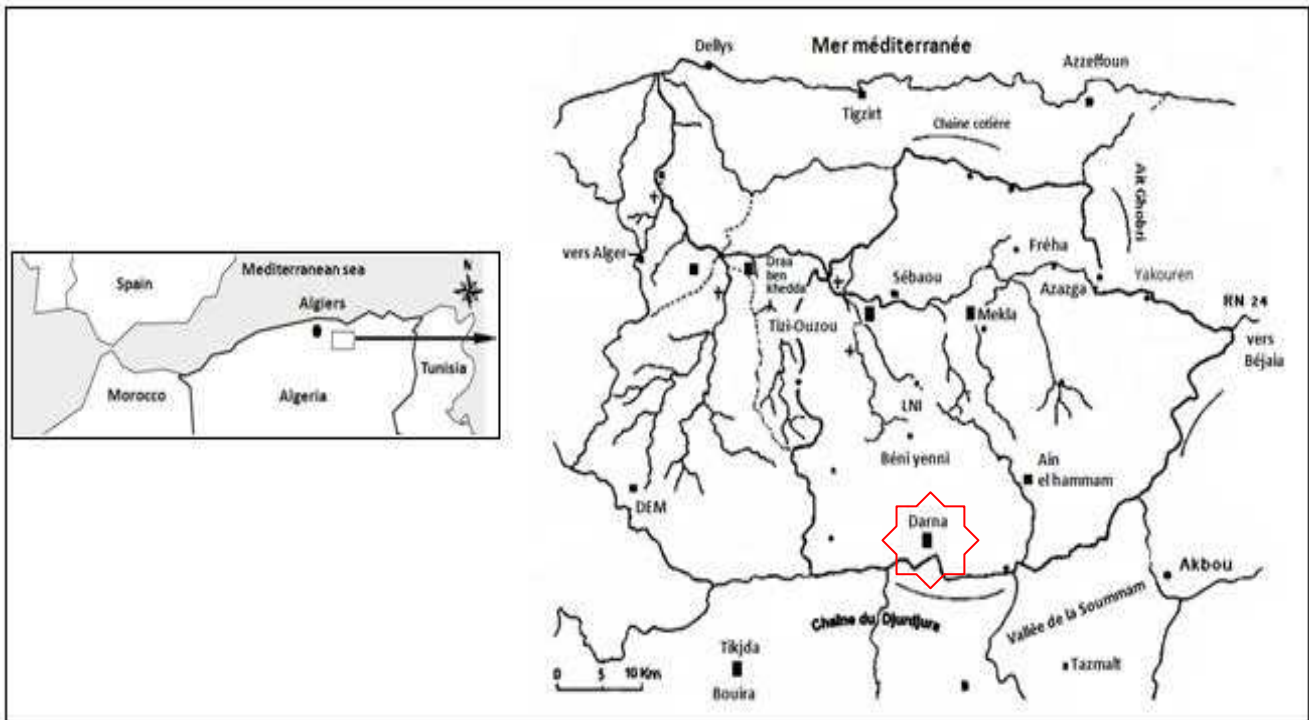 Spain
Mediterranean sea
N
Algiers
Morocco
Algeria
Tunisia
Mer méditerranée
Dellys
Azzeffoun
Tigzirt
Chaine cotière
Ait Ghobri
vers Alger
Draa
ben
khedda
Fréha
Sébaou
Azazga
Yakouren
RN 24
vers
Béjaia
Tizi-Ouzou
Mekla
LNI
Béni yenni
Ain
el hammam
DEM
Darna
Akbou
Chaîne du Djurdjura
Vallée de la Soummam
Tikjda
Bouira
Tazmalt
0 5 10 Km